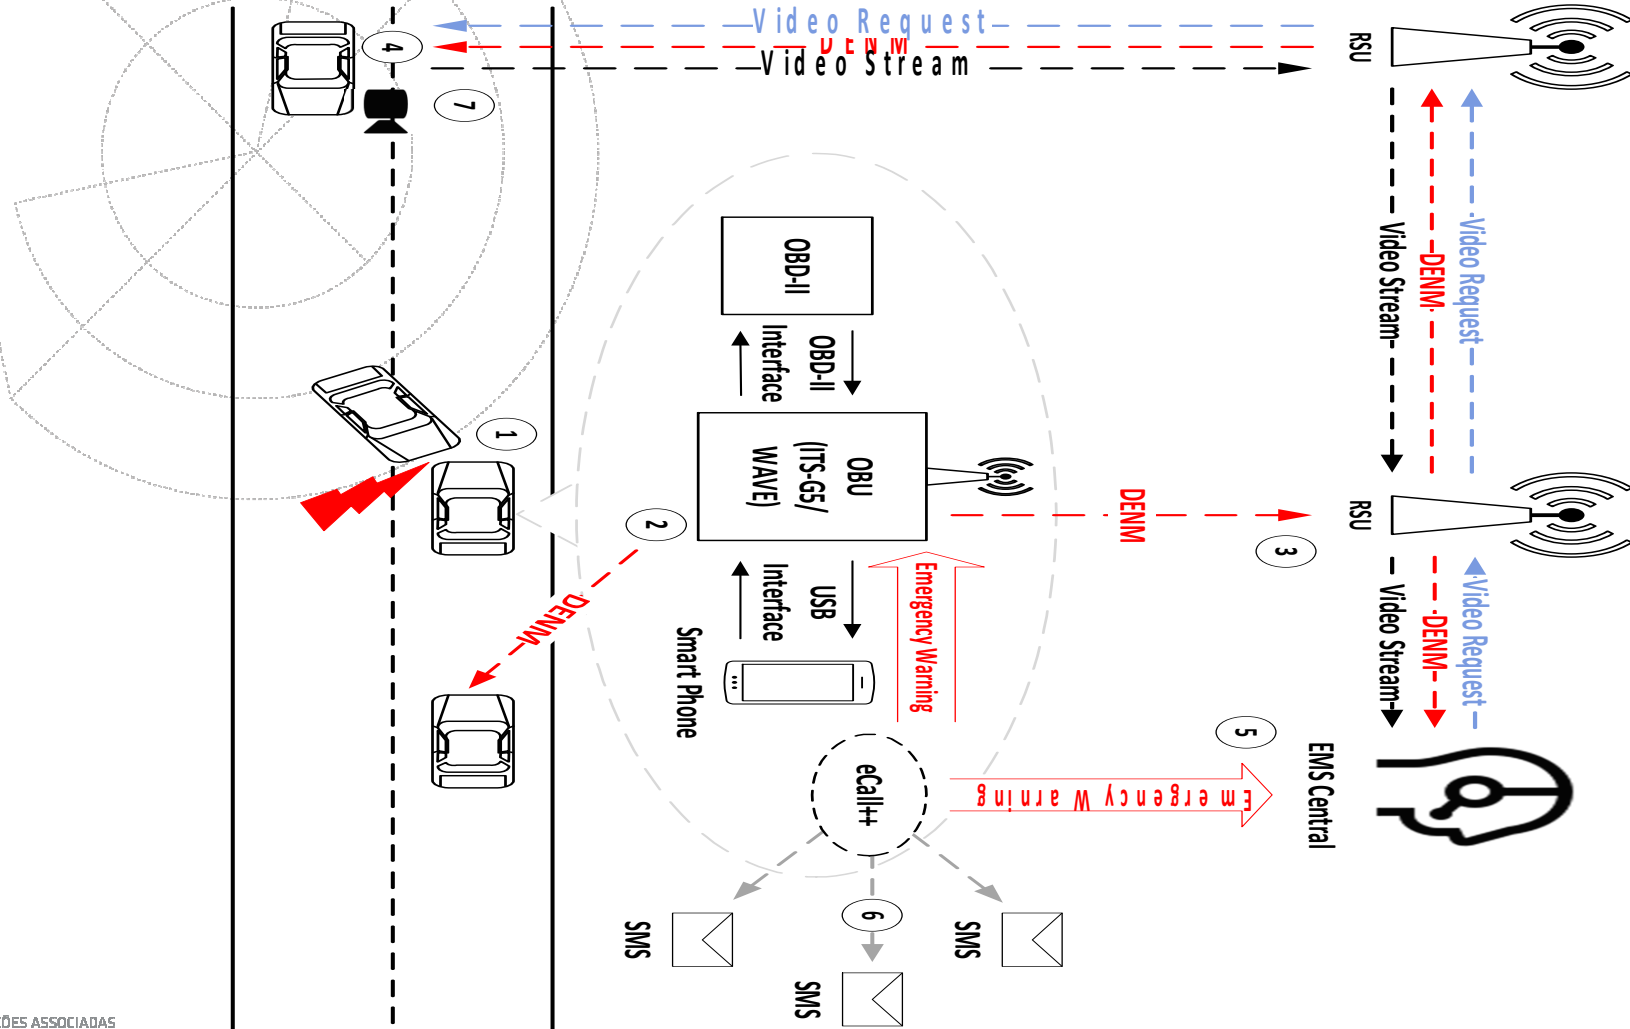 Video Request
DENM
Video Stream
RSU
4
7
Video Stream
DENM
Video Request
OBD-II
Interface
OBD-II
1
OBU
(ITS-G5/
WAVE)
2
DENM
3
RSU
DENM
Interface
USB
Smart Phone
Emergency Warning
Video Stream
DENM
Video Request
5
EMS Central
eCall++
Emergency Warning
6
SMS
SMS
SMS
ÕES ASSOCIADAS